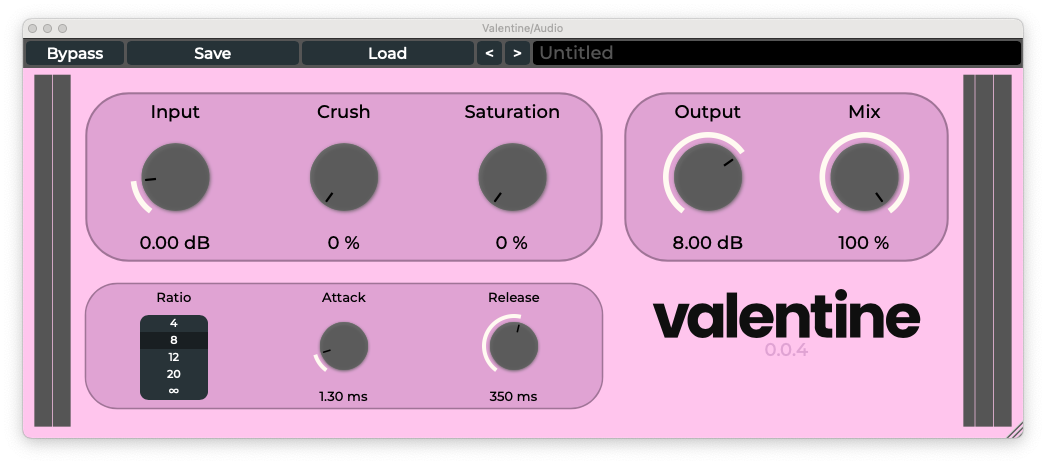 Valentine/Audio
Bypass Save Load < > Untitled
Input Crush Saturation Output Mix
0.00 dB 0 % 0 % 8.00 dB 100 %
Ratio Attack Release
4
8
12
20
∞
1.30 ms 350 ms
valentine
0.0.4